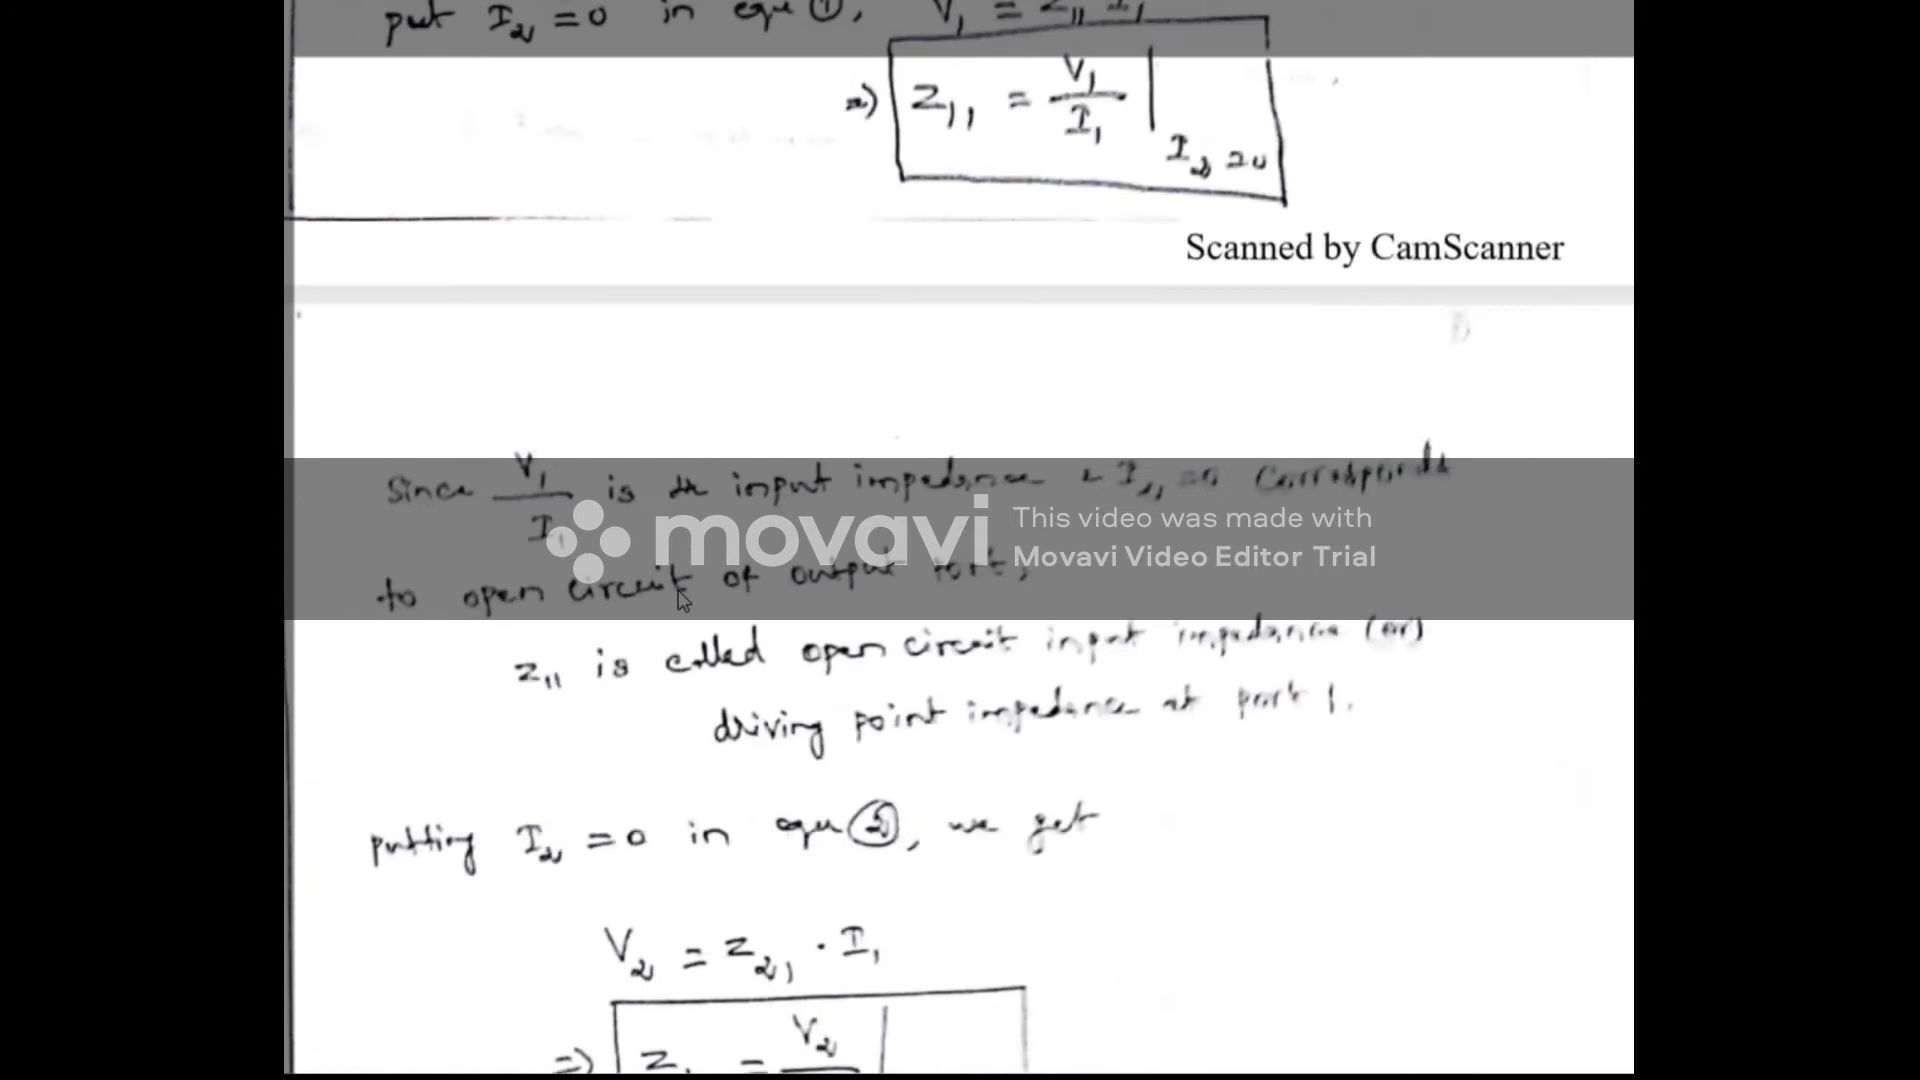 put I₂ = 0 in equ ①, V₁ = Z₁₁ I₁
=> Z₁₁ = V₁/I₁ | I₂ = 0
Scanned by CamScanner
Since V₁/I₁ is the input impedance & I₂ = 0 corresponds
to open circuit of output port,
Z₁₁ is called open circuit input impedance (or)
driving point impedance at port 1.
putting I₂ = 0 in equ ②, we get
V₂ = Z₂₁ · I₁
=> Z = V₂
movavi
This video was made with
Movavi Video Editor Trial